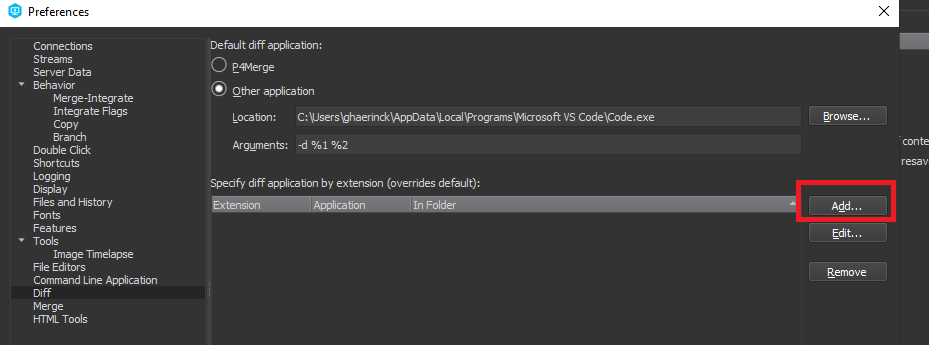 Preferences
Connections
Streams
Server Data
Behavior
Merge-Integrate
Integrate Flags
Copy
Branch
Double Click
Shortcuts
Logging
Display
Files and History
Fonts
Features
Tools
Image Timelapse
File Editors
Command Line Application
Diff
Merge
HTML Tools
Default diff application:
P4Merge
Other application
Location: C:\Users\ghaerinck\AppData\Local\Programs\Microsoft VS Code\Code.exe Browse...
Arguments: -d %1 %2
Specify diff application by extension (overrides default):
Extension Application In Folder
Add...
Edit...
Remove
conte
resav